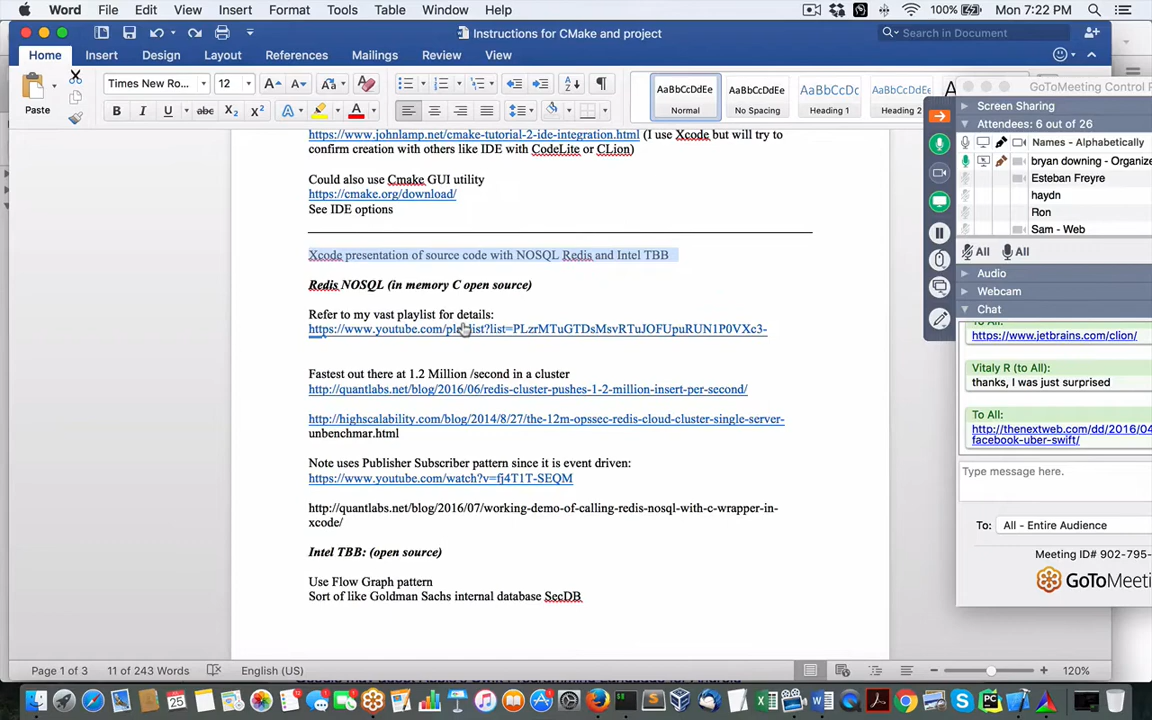 Word File Edit View Insert Format Tools Table Window Help 100% Mon 7:22 PM
Instructions for CMake and project
Search in Document
Home Insert Design Layout References Mailings Review View
Paste
Times New Ro... 12
AaBbCcDdEe AaBbCcDdEe AaBbCcDc AaBbCcDdEe
Normal No Spacing Heading 1 Heading 2
https://www.johnlamp.net/cmake-tutorial-2-ide-integration.html (I use Xcode but will try to
confirm creation with others like IDE with CodeLite or CLion)
Could also use Cmake GUI utility
https://cmake.org/download/
See IDE options
Xcode presentation of source code with NOSQL Redis and Intel TBB
Redis NOSQL (in memory C open source)
Refer to my vast playlist for details:
https://www.youtube.com/playlist?list=PLzrMTuGTDsMsvRTuJOFUpuRUN1P0VXc3-
Fastest out there at 1.2 Million /second in a cluster
http://quantlabs.net/blog/2016/06/redis-cluster-pushes-1-2-million-insert-per-second/
http://highscalability.com/blog/2014/8/27/the-12m-opssec-redis-cloud-cluster-single-server-
unbenchmar.html
Note uses Publisher Subscriber pattern since it is event driven:
https://www.youtube.com/watch?v=fj4T1T-SEQM
http://quantlabs.net/blog/2016/07/working-demo-of-calling-redis-nosql-with-c-wrapper-in-
xcode/
Intel TBB: (open source)
Use Flow Graph pattern
Sort of like Goldman Sachs internal database SecDB
Page 1 of 3 11 of 243 Words English (US) 120%
GoToMeeting Control P
Screen Sharing
Attendees: 6 out of 26
Names - Alphabetically
bryan downing - Organize
Esteban Freyre
haydn
Ron
Sam - Web
All All
Audio
Webcam
Chat
To All:
https://www.jetbrains.com/clion/
Vitaly R (to All):
thanks, I was just surprised
To All:
http://thenextweb.com/dd/2016/04
facebook-uber-swift/
Type message here.
To: All - Entire Audience
Meeting ID# 902-795-
GoToMeeti